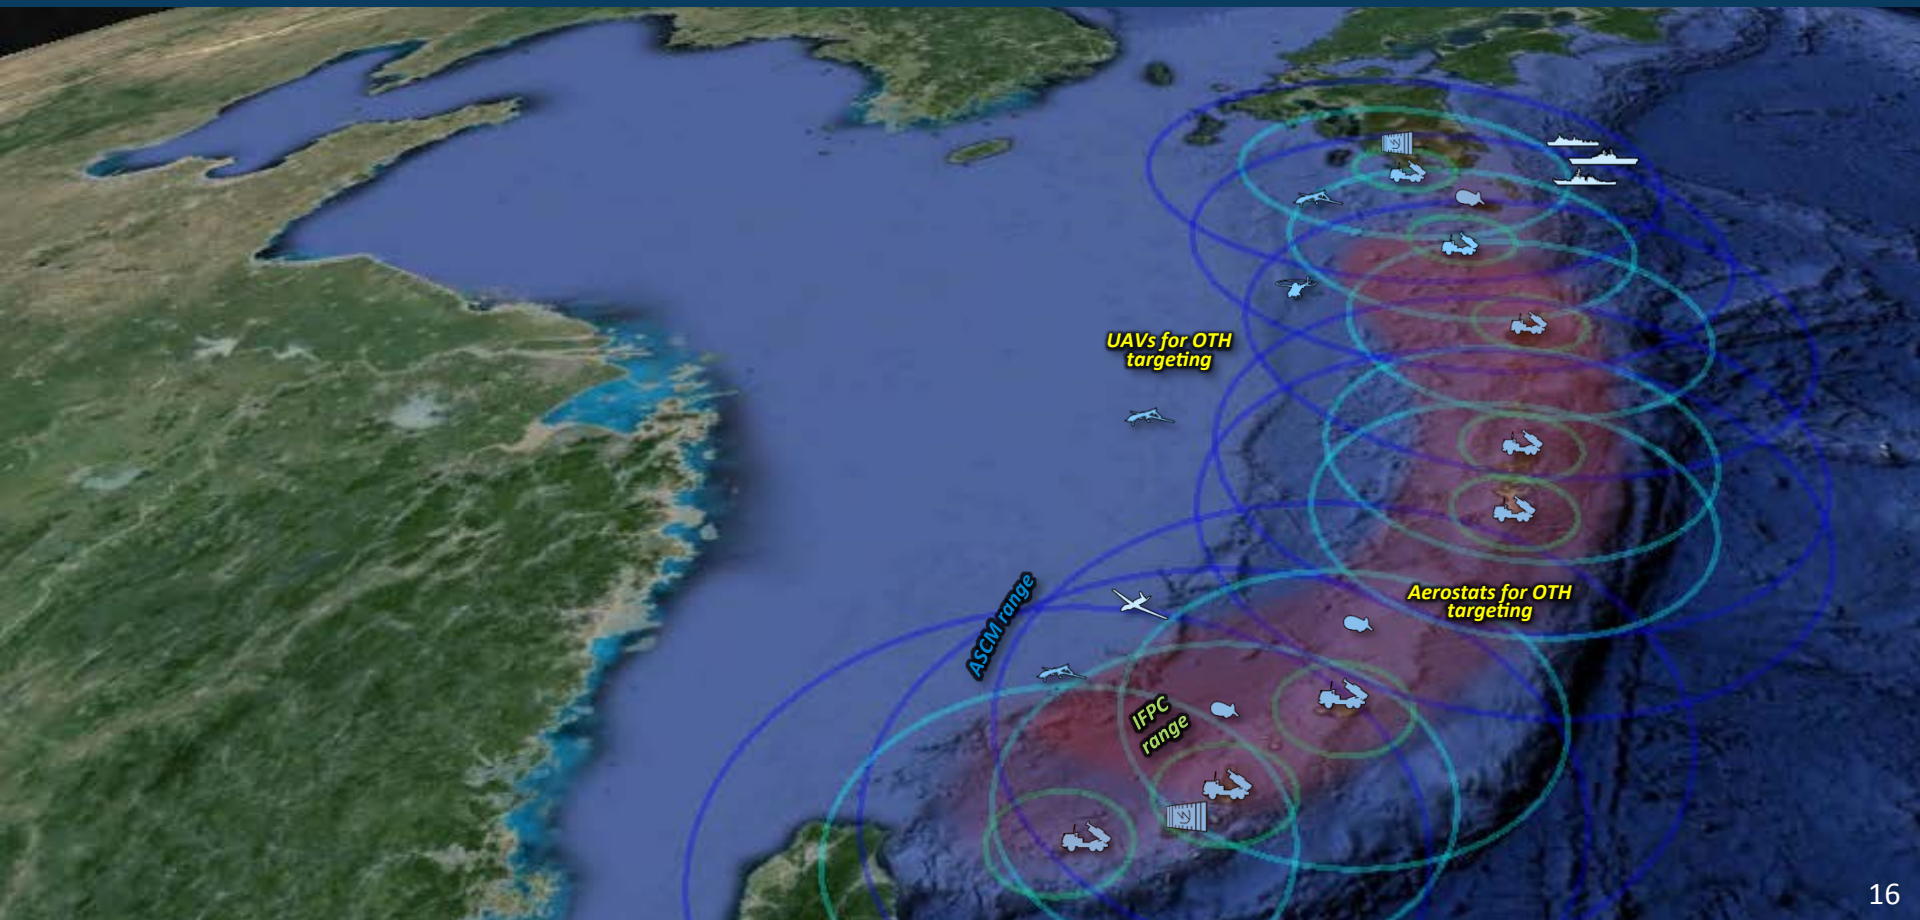 UAVs for OTH
targeting
Aerostats for OTH
targeting
ASCM range
IFPC
range
16